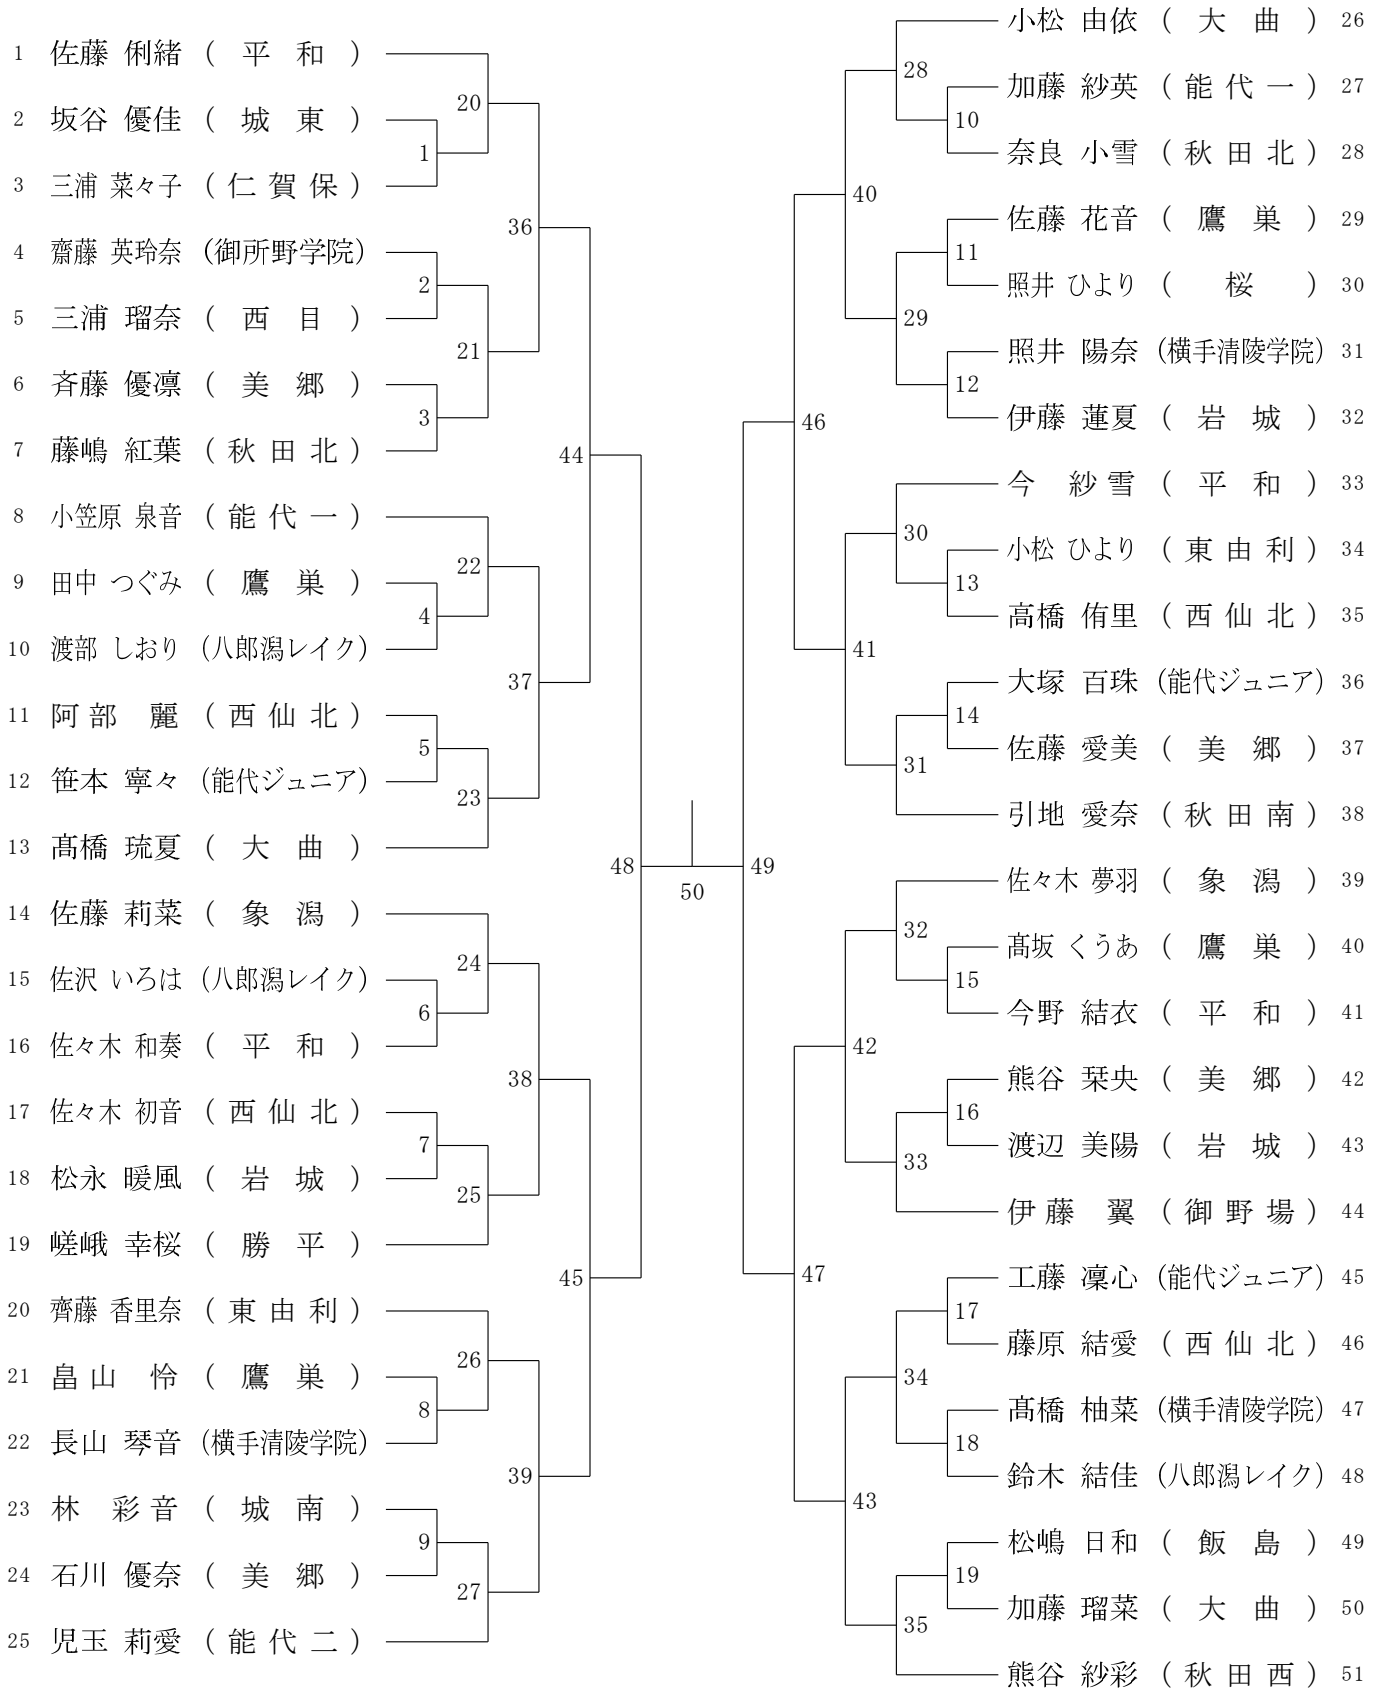 1 佐藤 俐緒 ( 平 和 )
2 坂谷 優佳 ( 城 東 )
3 三浦 菜々子 ( 仁 賀 保 )
4 齋藤 英玲奈 (御所野学院)
5 三浦 瑠奈 ( 西 目 )
6 斉藤 優凛 ( 美 郷 )
7 藤嶋 紅葉 ( 秋 田 北 )
8 小笠原 泉音 ( 能 代 一 )
9 田中 つぐみ ( 鷹 巣 )
10 渡部 しおり (八郎潟レイク)
11 阿 部 麗 ( 西 仙 北 )
12 笹本 寧々 (能代ジュニア)
13 髙橋 琉夏 ( 大 曲 )
14 佐藤 莉菜 ( 象 潟 )
15 佐沢 いろは (八郎潟レイク)
16 佐々木 和奏 ( 平 和 )
17 佐々木 初音 ( 西 仙 北 )
18 松永 暖風 ( 岩 城 )
19 嵯峨 幸桜 ( 勝 平 )
20 齊藤 香里奈 ( 東 由 利 )
21 畠 山 怜 ( 鷹 巣 )
22 長山 琴音 (横手清陵学院)
23 林 彩 音 ( 城 南 )
24 石川 優奈 ( 美 郷 )
25 児玉 莉愛 ( 能 代 二 )
1
2
3
4
5
6
7
8
9
20
21
22
23
24
25
26
27
36
37
38
39
44
45
48
50
49
46
47
40
41
42
43
28
29
30
31
32
33
34
35
10
11
12
13
14
15
16
17
18
19
小松 由依 ( 大 曲 ) 26
加藤 紗英 ( 能 代 一 ) 27
奈良 小雪 ( 秋 田 北 ) 28
佐藤 花音 ( 鷹 巣 ) 29
照井 ひより ( 桜 ) 30
照井 陽奈 (横手清陵学院) 31
伊藤 蓮夏 ( 岩 城 ) 32
今 紗 雪 ( 平 和 ) 33
小松 ひより ( 東 由 利 ) 34
高橋 侑里 ( 西 仙 北 ) 35
大塚 百珠 (能代ジュニア) 36
佐藤 愛美 ( 美 郷 ) 37
引地 愛奈 ( 秋 田 南 ) 38
佐々木 夢羽 ( 象 潟 ) 39
髙坂 くうあ ( 鷹 巣 ) 40
今野 結衣 ( 平 和 ) 41
熊谷 栞央 ( 美 郷 ) 42
渡辺 美陽 ( 岩 城 ) 43
伊 藤 翼 ( 御 野 場 ) 44
工藤 凜心 (能代ジュニア) 45
藤原 結愛 ( 西 仙 北 ) 46
髙橋 柚菜 (横手清陵学院) 47
鈴木 結佳 (八郎潟レイク) 48
松嶋 日和 ( 飯 島 ) 49
加藤 瑠菜 ( 大 曲 ) 50
熊谷 紗彩 ( 秋 田 西 ) 51